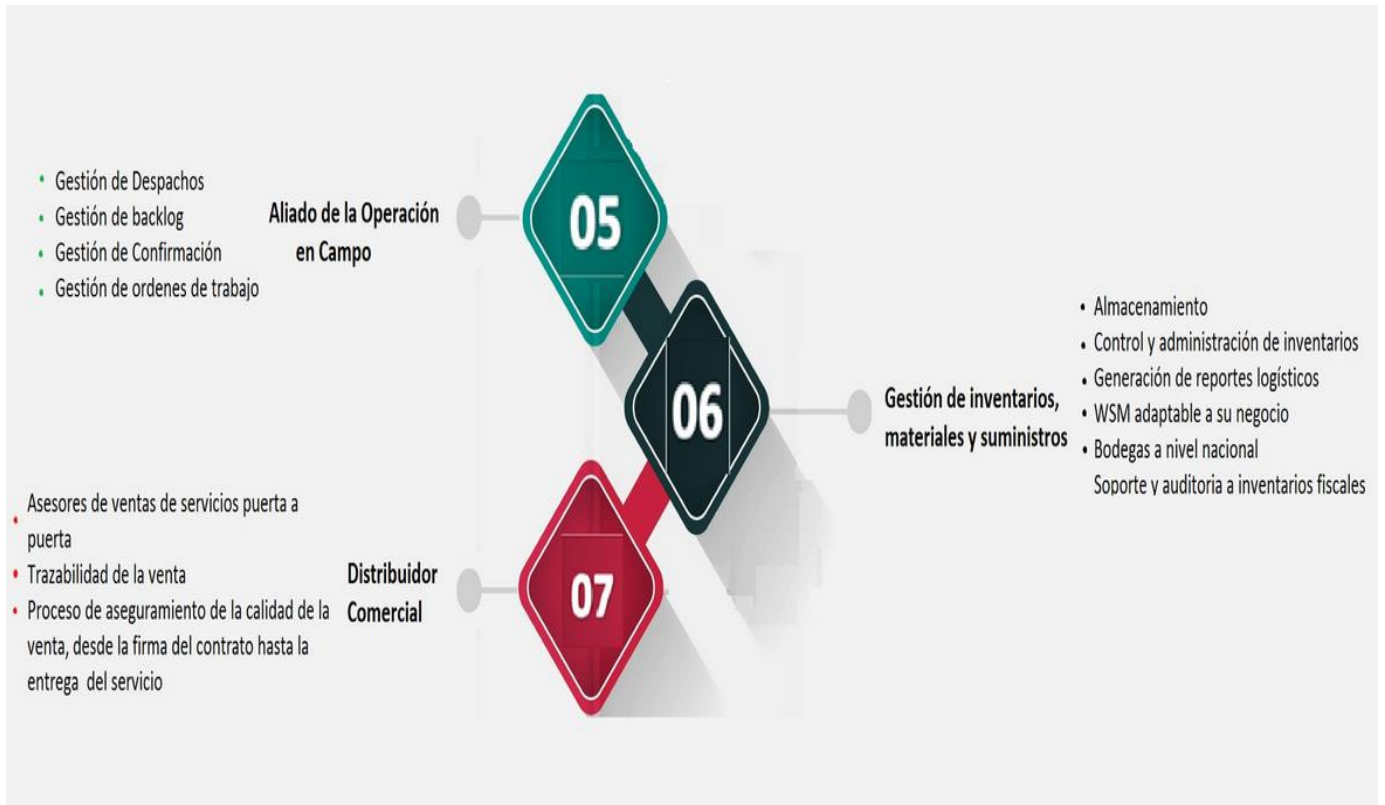 05
Aliado de la Operación
en Campo
• Gestión de Despachos
• Gestión de backlog
• Gestión de Confirmación
• Gestión de ordenes de trabajo
06
Gestión de inventarios,
materiales y suministros
• Almacenamiento
• Control y administración de inventarios
• Generación de reportes logísticos
• WSM adaptable a su negocio
• Bodegas a nivel nacional
Soporte y auditoria a inventarios fiscales
07
Distribuidor
Comercial
• Asesores de ventas de servicios puerta a
puerta
• Trazabilidad de la venta
• Proceso de aseguramiento de la calidad de la
venta, desde la firma del contrato hasta la
entrega del servicio